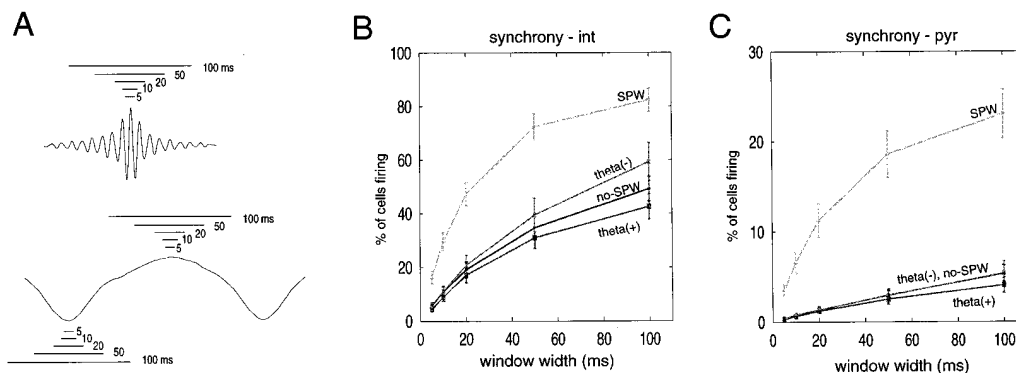 A
100 ms
50
20
10
5
100 ms
50
20
10
5
5
10
20
50
100 ms
B
synchrony - int
100
80
60
40
20
0
% of cells firing
SPW
theta(-)
no-SPW
theta(+)
0 20 40 60 80 100
window width (ms)
C
synchrony - pyr
30
20
10
0
% of cells firing
SPW
theta(-), no-SPW
theta(+)
0 20 40 60 80 100
window width (ms)